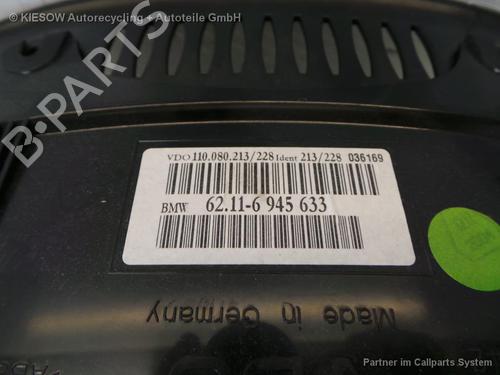 KIESOW Autorecycling + Autoteile GmbH
B-PARTS
VDO 110.080.213/228 Ident 213/228 036169
BMW 62.11-6 945 633
Made in Germany
Partner im Callparts System